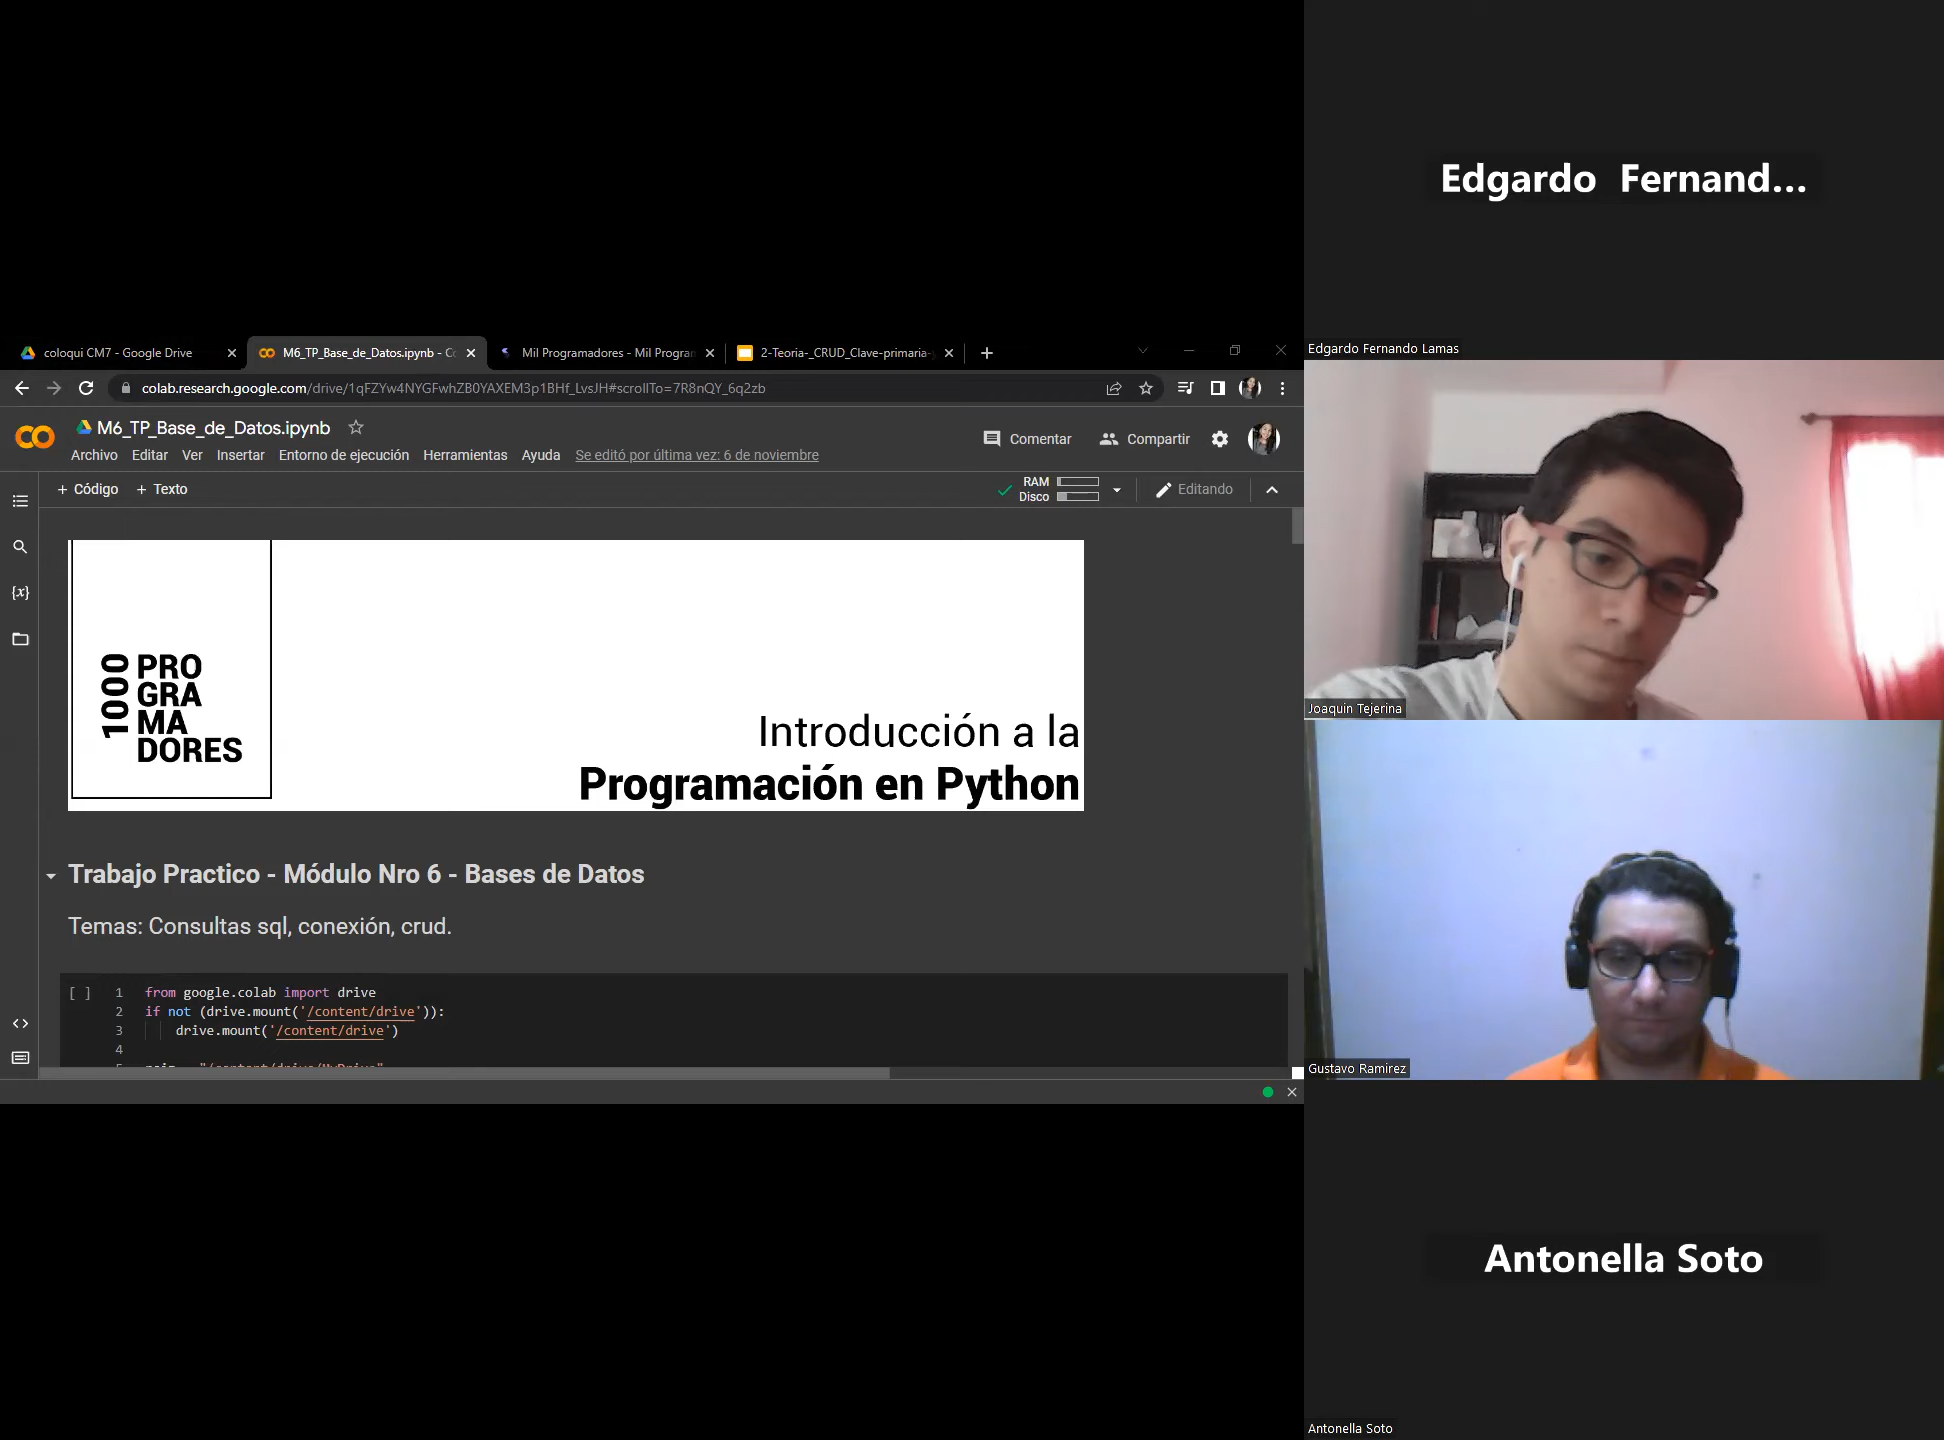 coloqui CM7 - Google Drive
M6_TP_Base_de_Datos.ipynb - Cc
Mil Programadores - Mil Progran
2-Teoria-_CRUD_Clave-primaria-
colab.research.google.com/drive/1qFZYw4NYGFwhZB0YAXEM3p1BHf_LvsJH#scrollTo=7R8nQY_6q2zb
CO
M6_TP_Base_de_Datos.ipynb
Comentar
Compartir
Archivo Editar Ver Insertar Entorno de ejecución Herramientas Ayuda Se editó por última vez: 6 de noviembre
+ Código + Texto
RAM
Disco
Editando
{x}
1000
PRO
GRA
MA
DORES
Introducción a la
Programación en Python
Trabajo Practico - Módulo Nro 6 - Bases de Datos
Temas: Consultas sql, conexión, crud.
[ ] 1 from google.colab import drive
2 if not (drive.mount('/content/drive')):
3 drive.mount('/content/drive')
4
Edgardo Fernand...
Edgardo Fernando Lamas
Joaquin Tejerina
Gustavo Ramirez
Antonella Soto
Antonella Soto